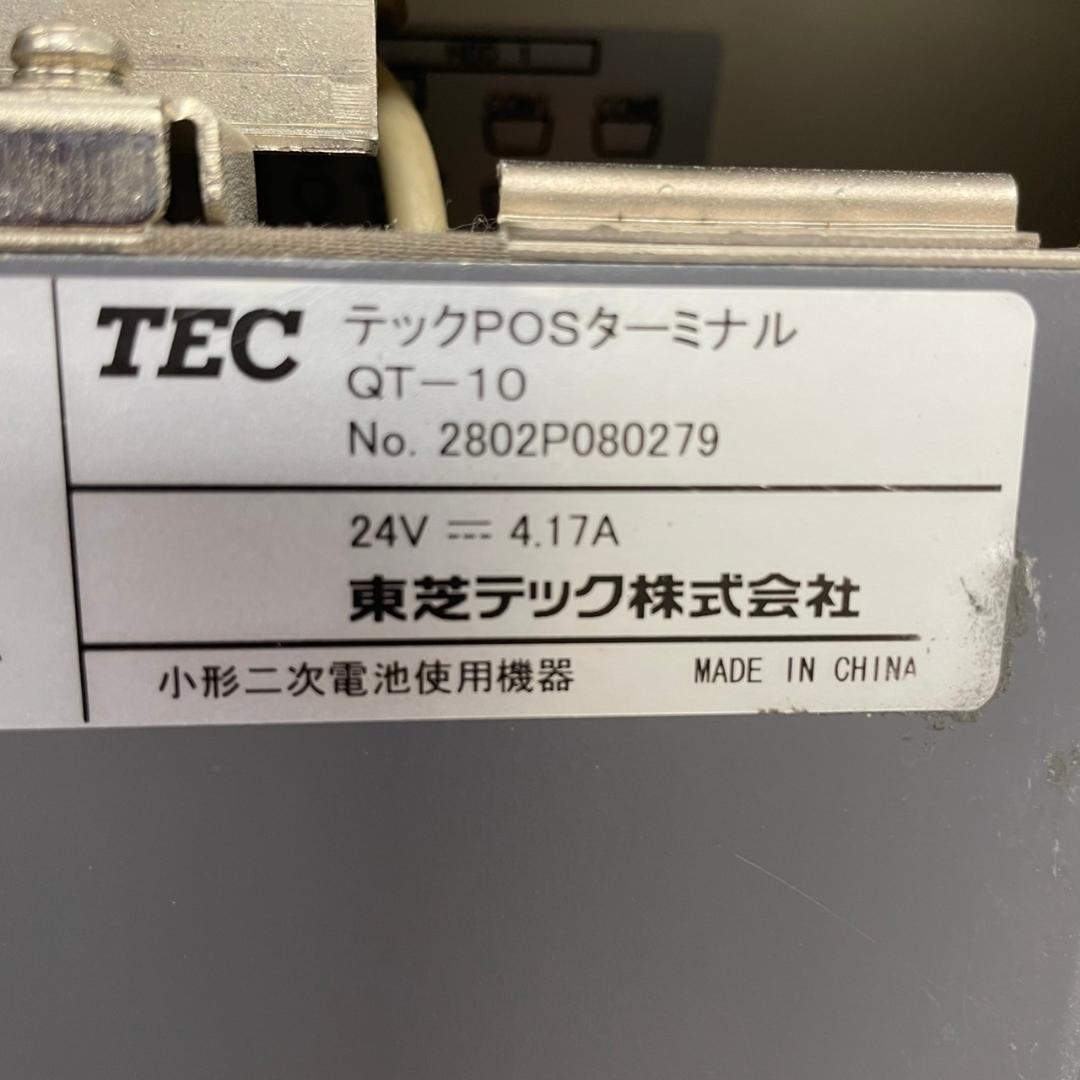 TEC
テックPOSターミナル
QT-10
No. 2802P080279
24V ⎓ 4.17A
東芝テック株式会社
小形二次電池使用機器
MADE IN CHINA